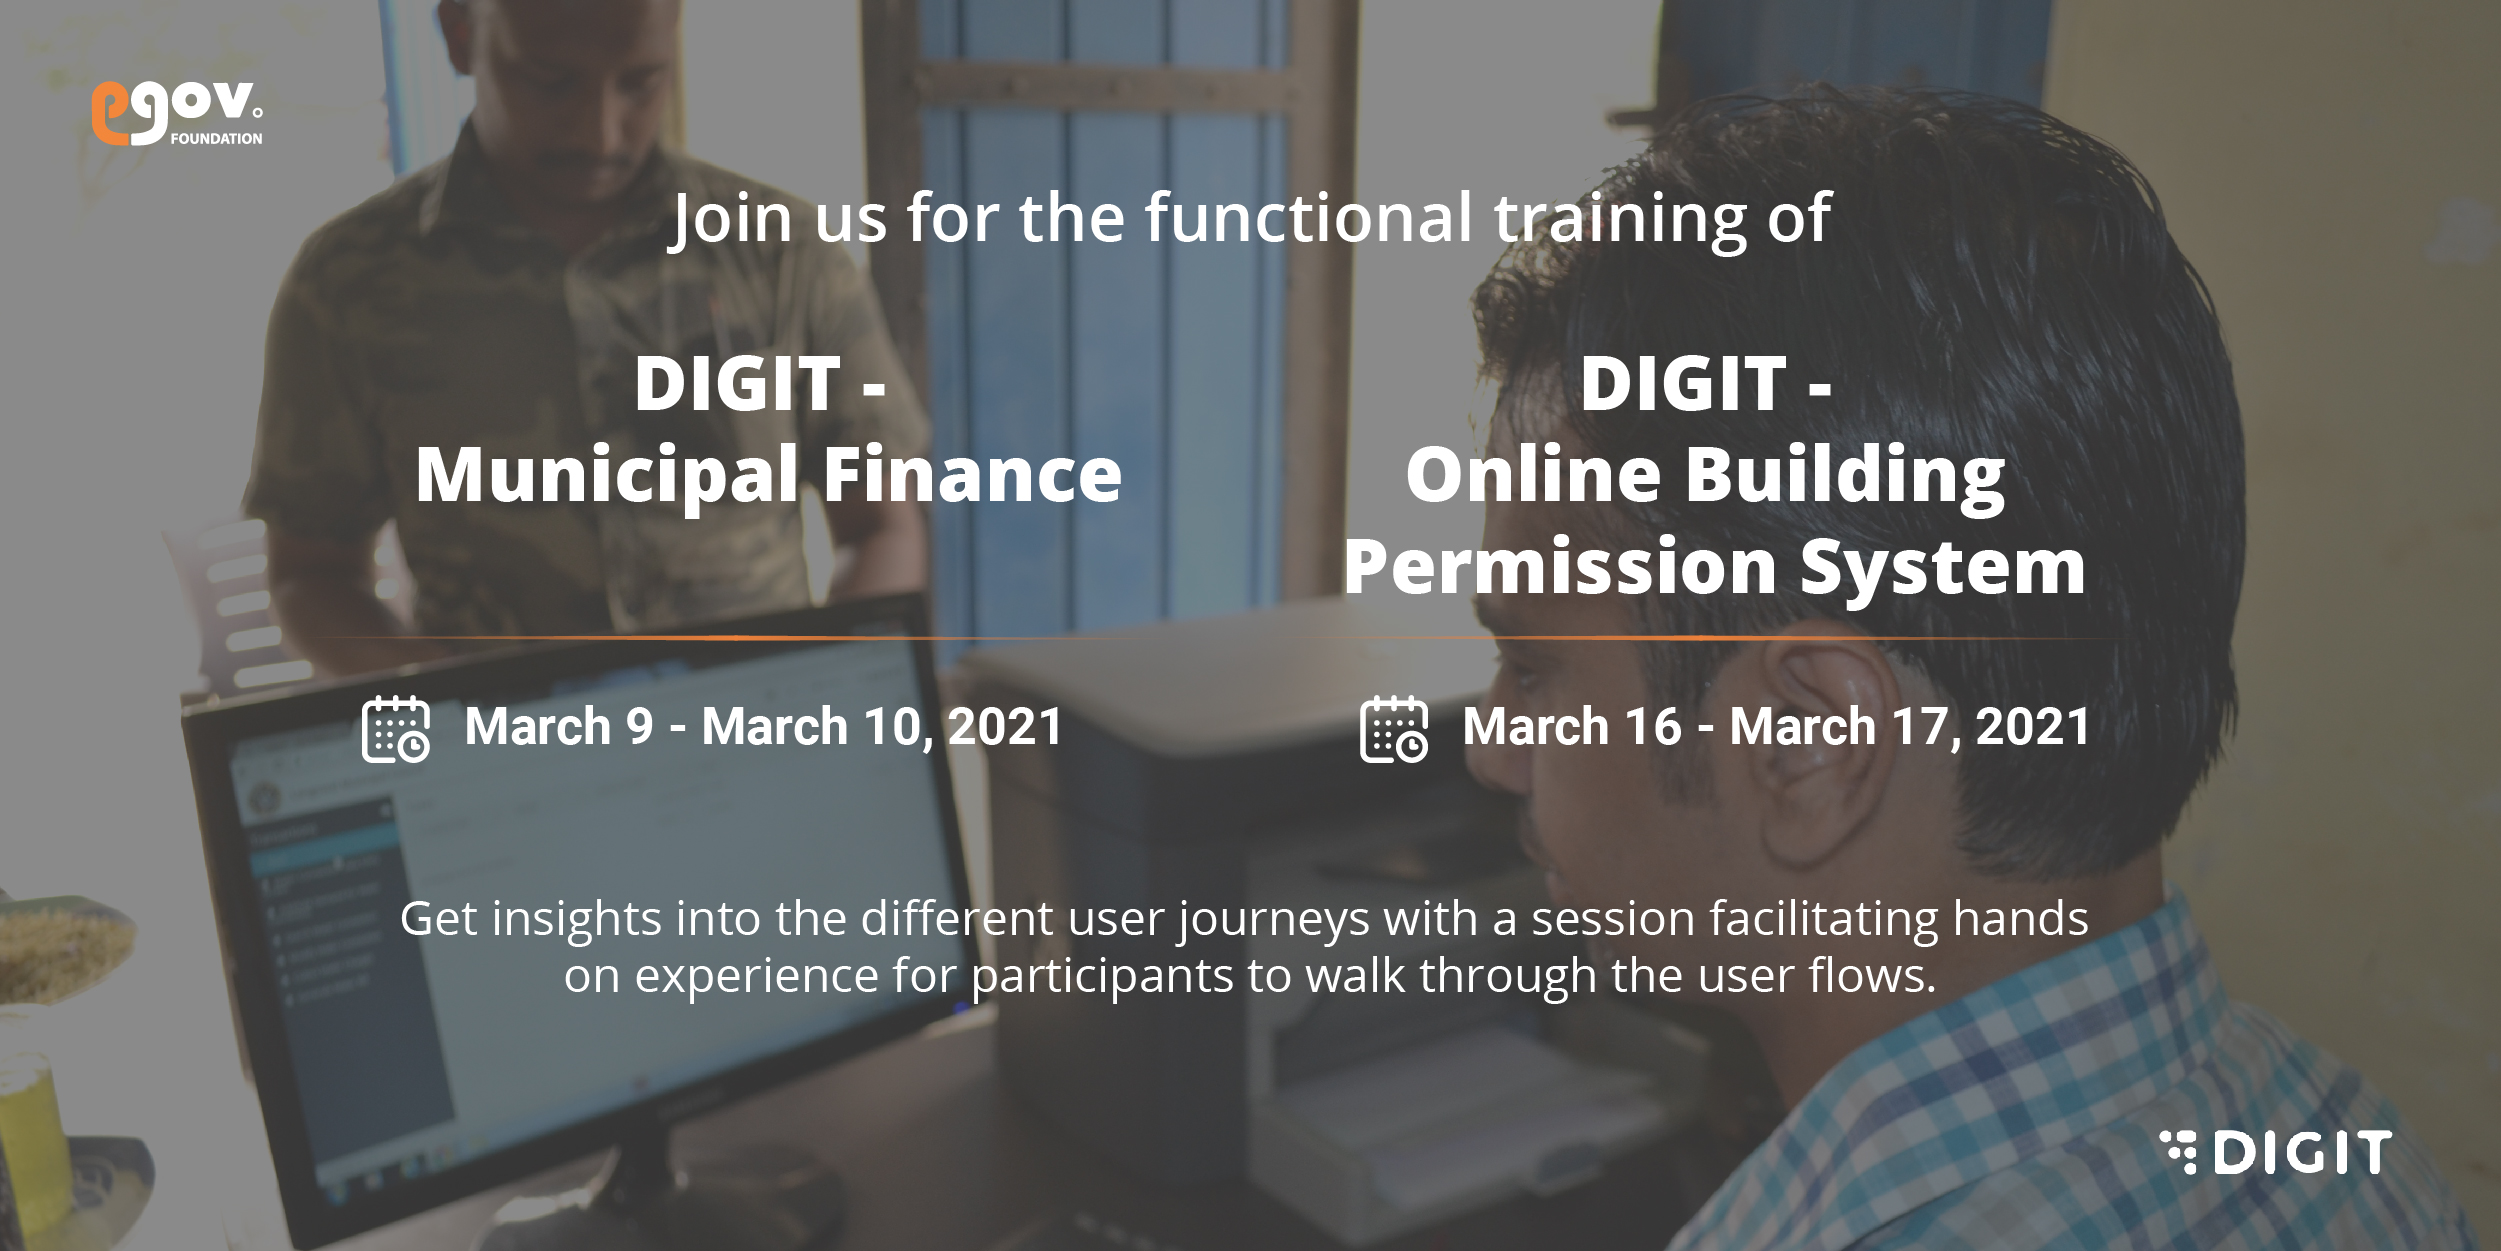 egov.
FOUNDATION
Join us for the functional training of
DIGIT -
Municipal Finance
March 9 - March 10, 2021
DIGIT -
Online Building
Permission System
March 16 - March 17, 2021
Get insights into the different user journeys with a session facilitating hands
on experience for participants to walk through the user flows.
DIGIT